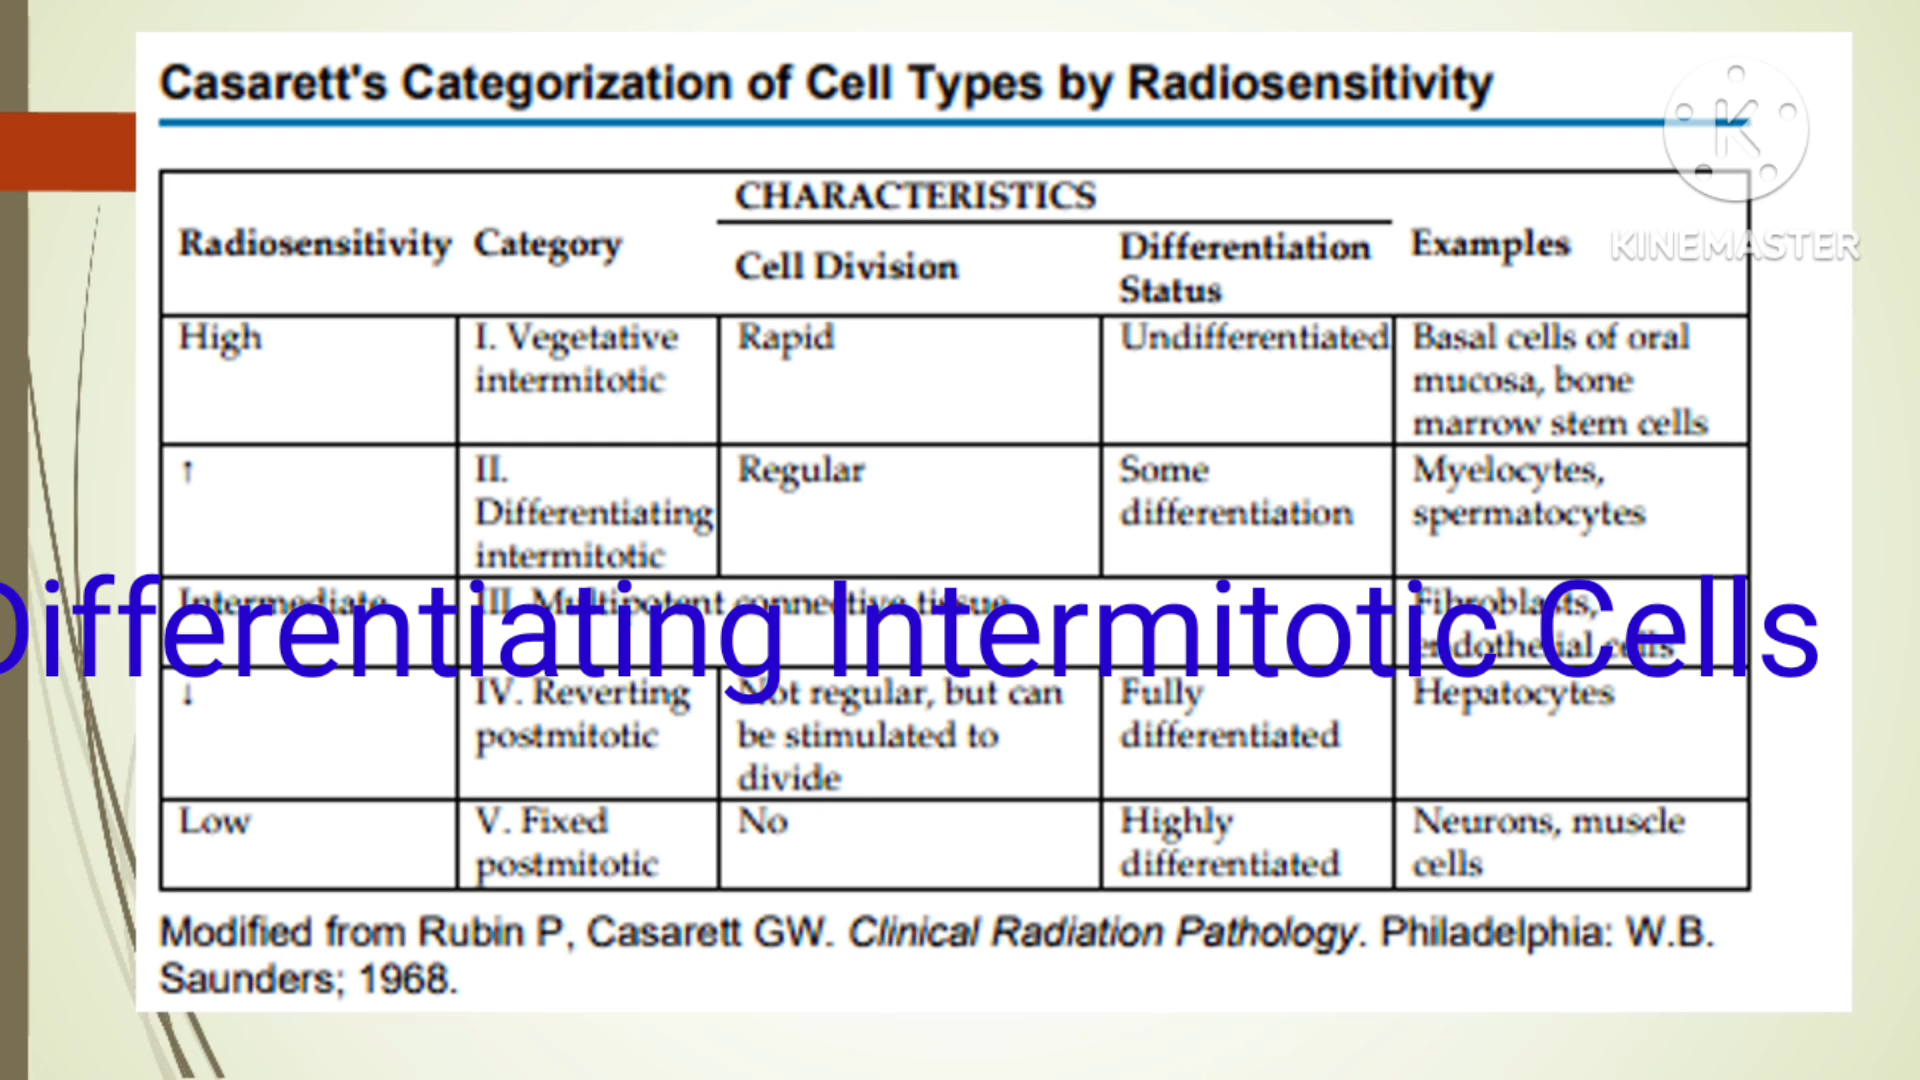 Casarett's Categorization of Cell Types by Radiosensitivity
K
KINEMASTER
CHARACTERISTICS
Radiosensitivity Category Cell Division Differentiation Status Examples
High I. Vegetative intermitotic Rapid Undifferentiated Basal cells of oral mucosa, bone marrow stem cells
↑ II. Differentiating intermitotic Regular Some differentiation Myelocytes, spermatocytes
Intermediate III. Multipotent connective tissue Fibroblasts, endothelial cells
Differentiating Intermitotic Cells
↓ IV. Reverting postmitotic Not regular, but can be stimulated to divide Fully differentiated Hepatocytes
Low V. Fixed postmitotic No Highly differentiated Neurons, muscle cells
Modified from Rubin P, Casarett GW. Clinical Radiation Pathology. Philadelphia: W.B.
Saunders; 1968.